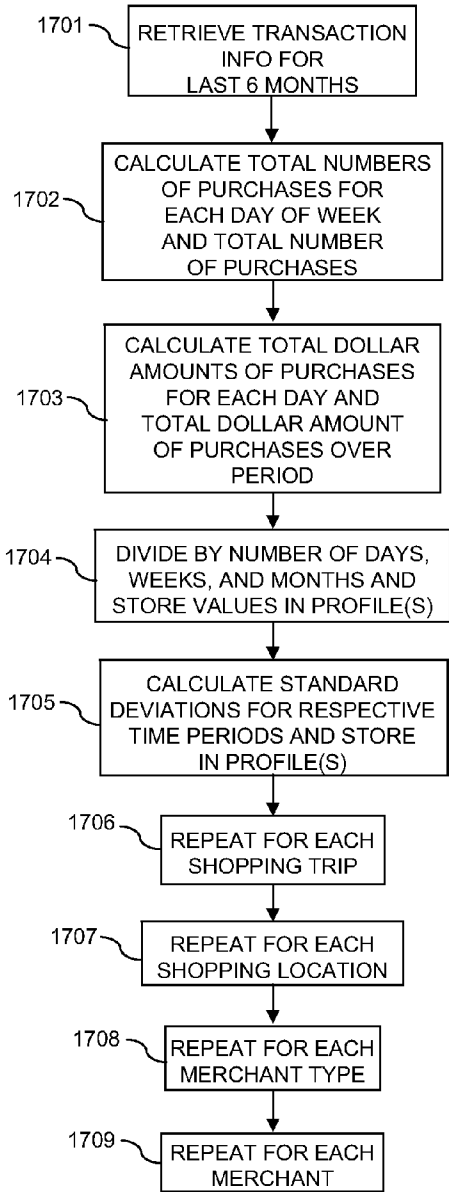 1701
RETRIEVE TRANSACTION
INFO FOR
LAST 6 MONTHS
1702
CALCULATE TOTAL NUMBERS
OF PURCHASES FOR
EACH DAY OF WEEK
AND TOTAL NUMBER
OF PURCHASES
1703
CALCULATE TOTAL DOLLAR
AMOUNTS OF PURCHASES
FOR EACH DAY AND
TOTAL DOLLAR AMOUNT
OF PURCHASES OVER
PERIOD
1704
DIVIDE BY NUMBER OF DAYS,
WEEKS, AND MONTHS AND
STORE VALUES IN PROFILE(S)
1705
CALCULATE STANDARD
DEVIATIONS FOR RESPECTIVE
TIME PERIODS AND STORE
IN PROFILE(S)
1706
REPEAT FOR EACH
SHOPPING TRIP
1707
REPEAT FOR EACH
SHOPPING LOCATION
1708
REPEAT FOR EACH
MERCHANT TYPE
1709
REPEAT FOR EACH
MERCHANT